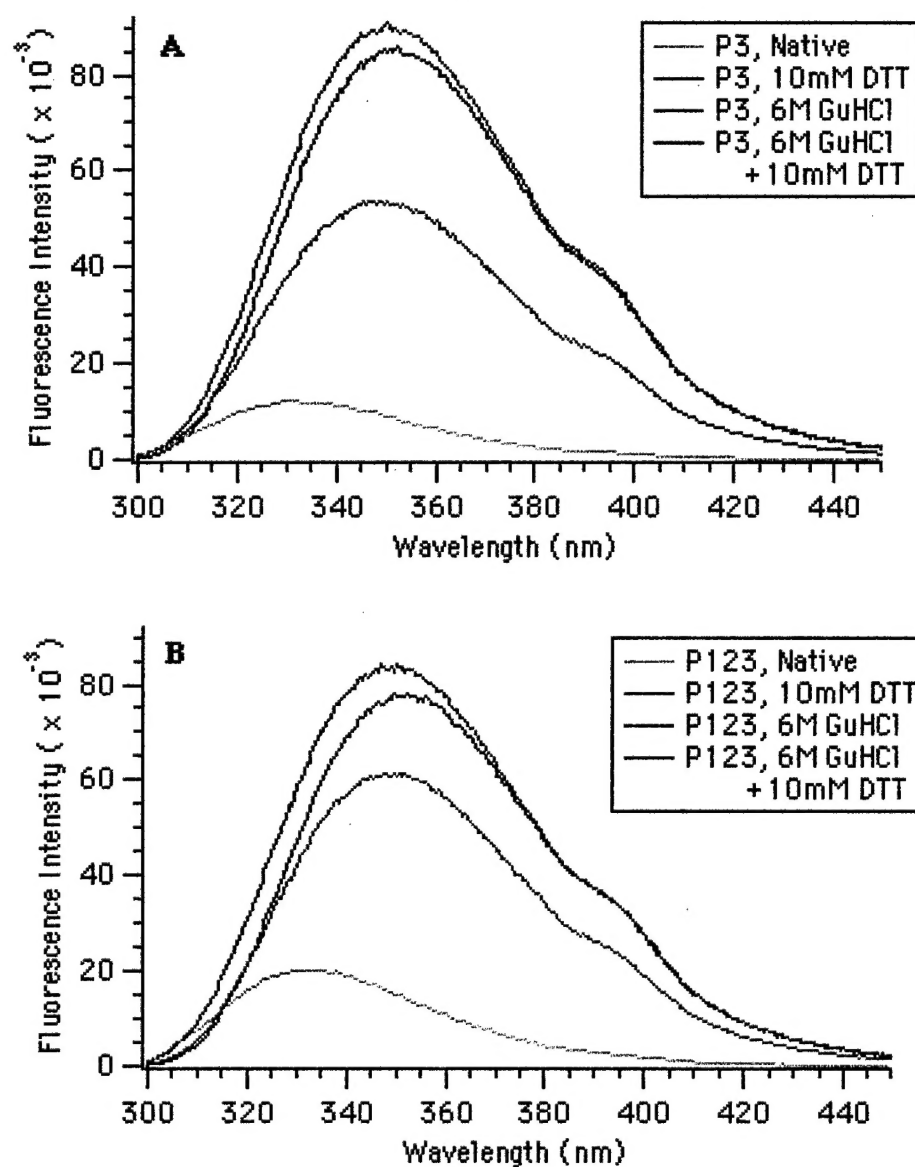 A
P3, Native
P3, 10mM DTT
P3, 6M GuHCl
P3, 6M GuHCl
+10mM DTT
Fluorescence Intensity ( x 10⁻³ )
80
60
40
20
0
300 320 340 360 380 400 420 440
Wavelength (nm)
B
P123, Native
P123, 10mM DTT
P123, 6M GuHCl
P123, 6M GuHCl
+10mM DTT
Fluorescence Intensity ( x 10⁻³ )
80
60
40
20
0
300 320 340 360 380 400 420 440
Wavelength (nm)